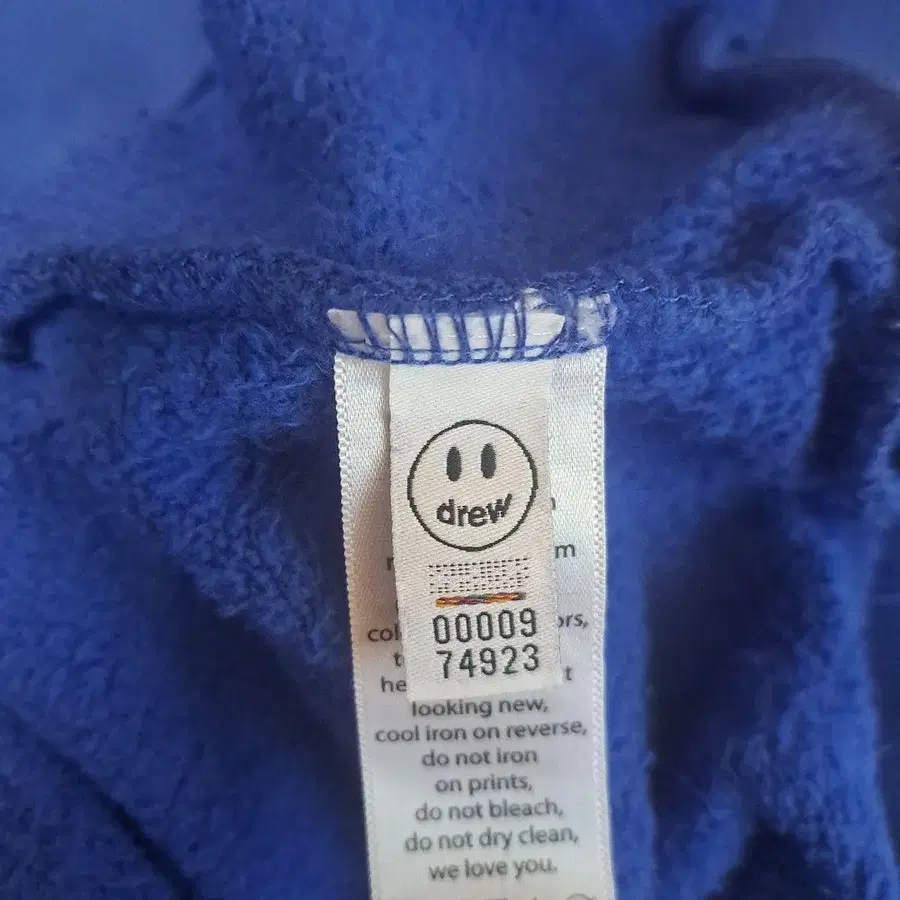 drew
00009
74923
looking new,
cool iron on reverse,
do not iron
on prints,
do not bleach,
do not dry clean,
we love you.